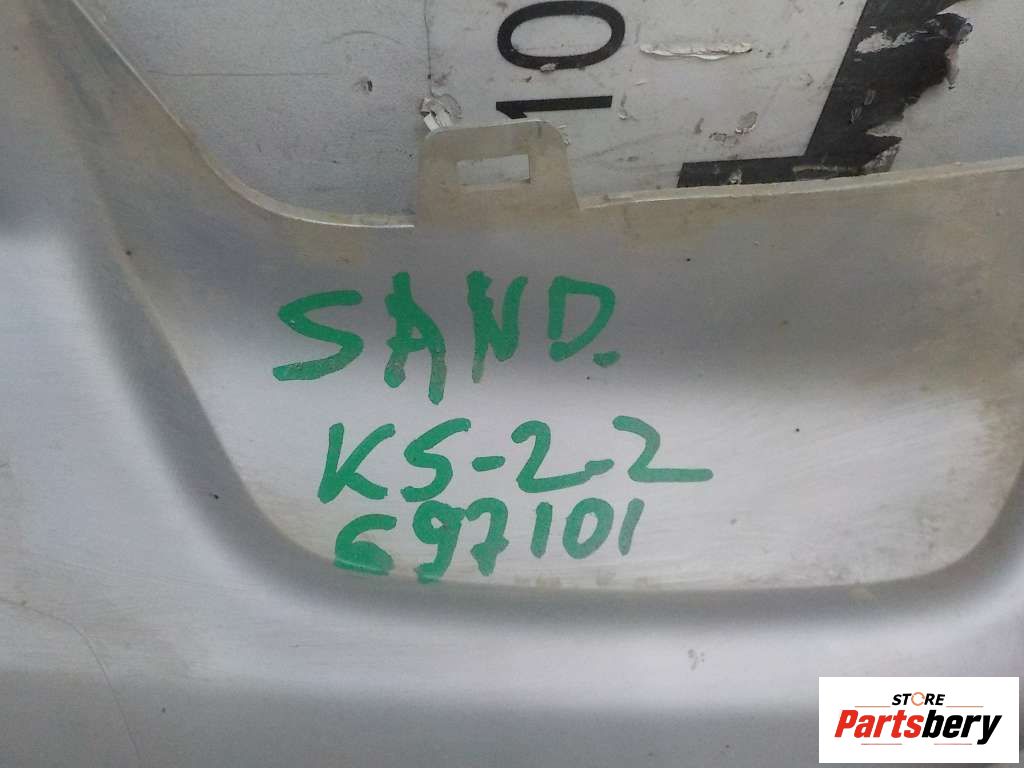 10
SAND.
KS-2.2
697101
STORE
Partsbery